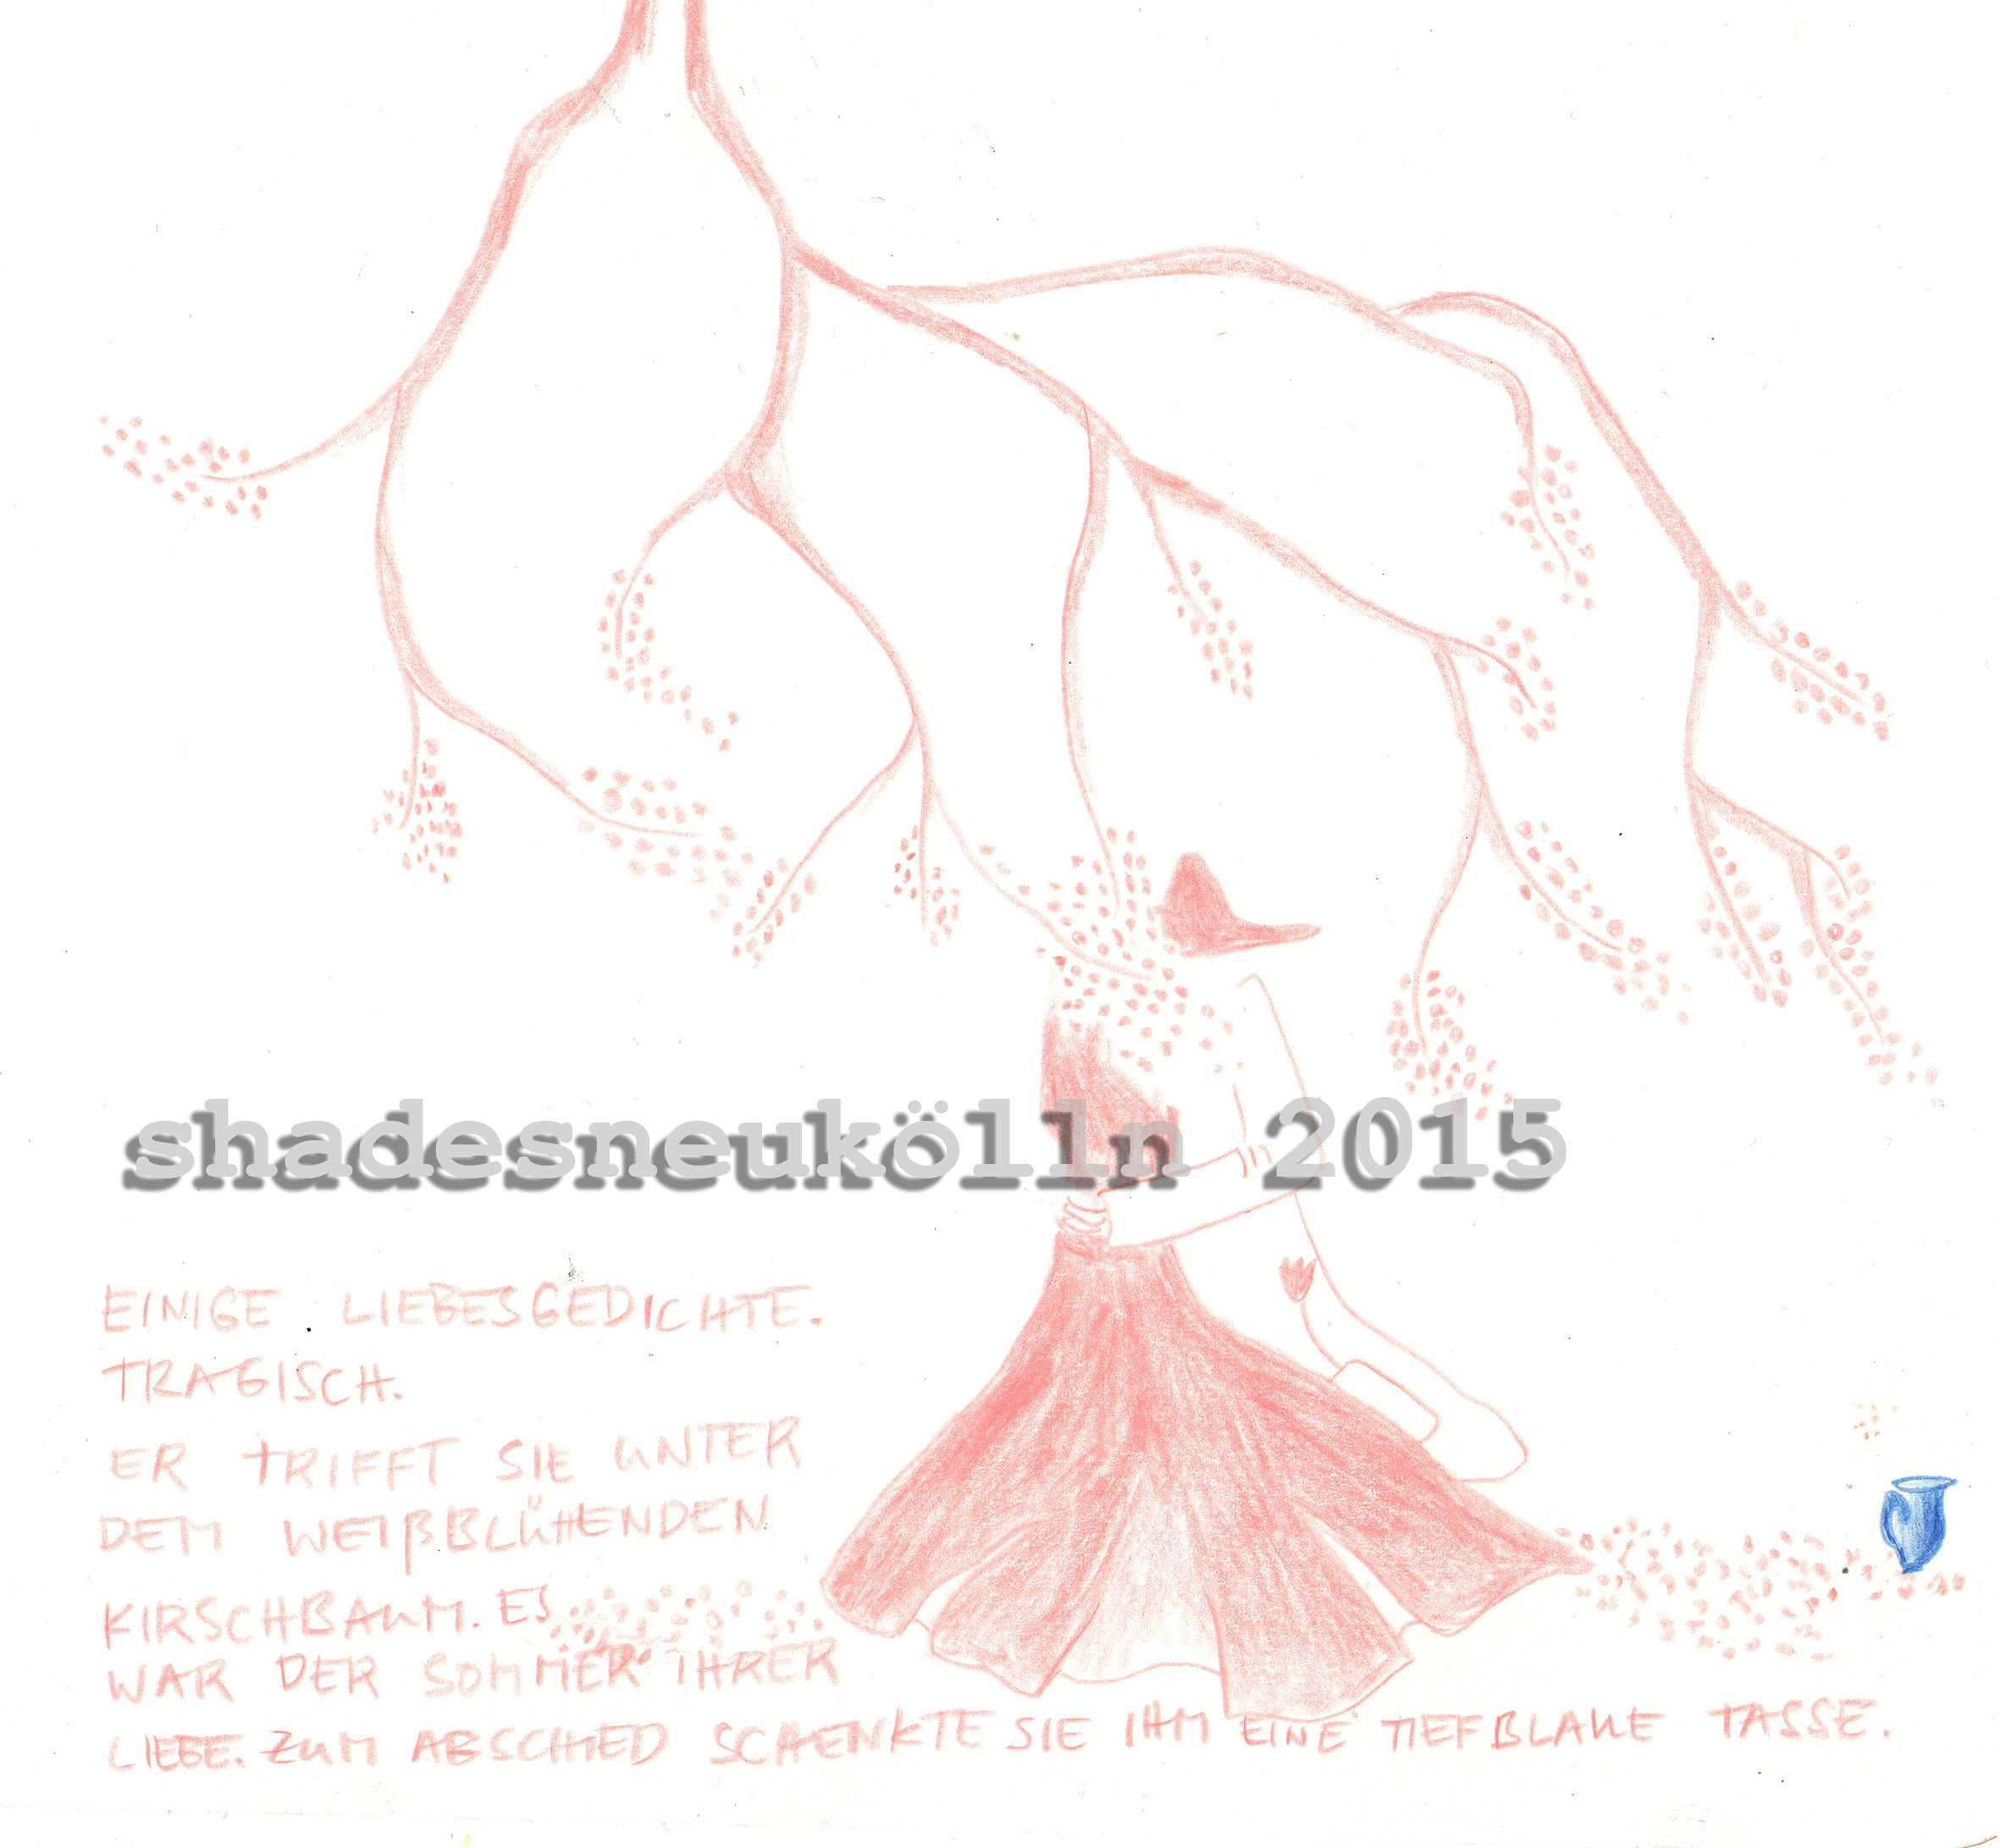 shadesneukölln 2015
EINIGE LIEBESGEDICHTE.
TRAGISCH.
ER TRIFFT SIE UNTER
DEM WEIßBLÜHENDEN
KIRSCHBAUM. ES
WAR DER SOMMER IHRER
LIEBE. ZUM ABSCHIED SCHENKTE SIE IHM EINE TIEFBLAUE TASSE.